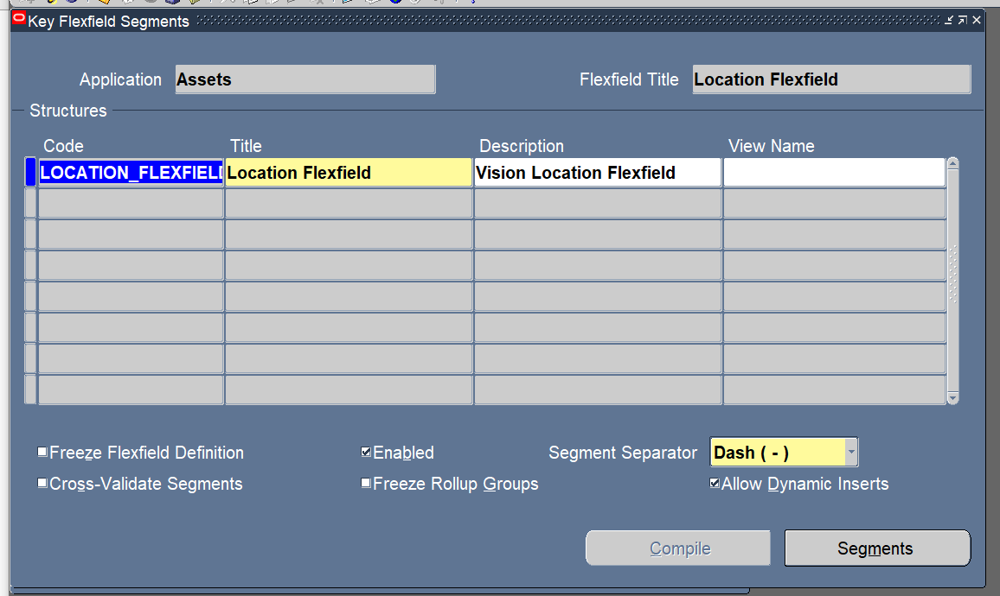 Key Flexfield Segments
Application Assets Flexfield Title Location Flexfield
Structures
Code Title Description View Name
LOCATION_FLEXFIEL Location Flexfield Vision Location Flexfield
Freeze Flexfield Definition Enabled Segment Separator Dash ( - )
Cross-Validate Segments Freeze Rollup Groups Allow Dynamic Inserts
Compile Segments